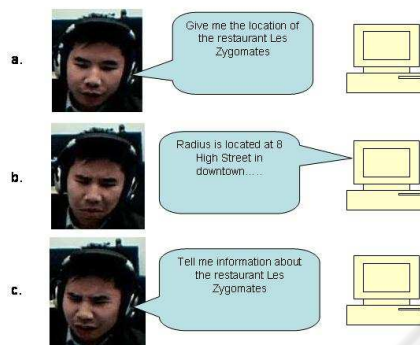 a.
Give me the location of
the restaurant Les
Zygomates
b.
Radius is located at 8
High Street in
downtown.....
c.
Tell me information about
the restaurant Les
Zygomates